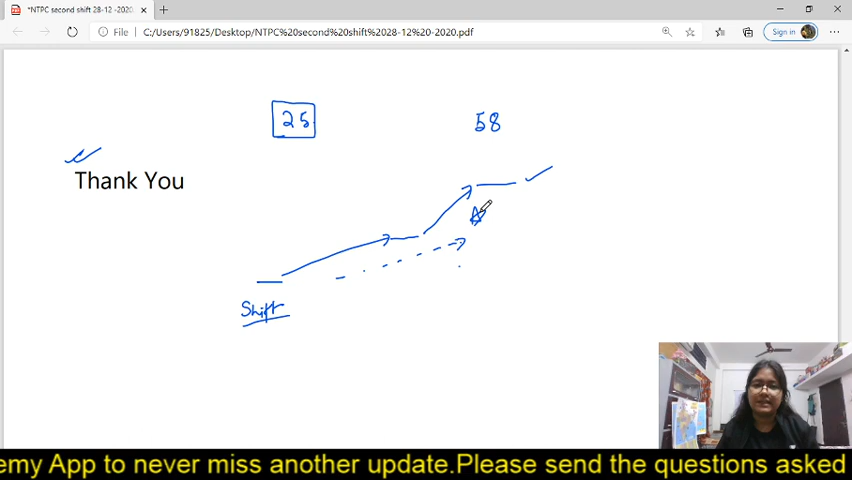 *NTPC second shift 28-12 -2020.p
File
C:/Users/91825/Desktop/NTPC%20second%20shift%2028-12%20-2020.pdf
Sign in
25
58
Thank You
Shift
emy App to never miss another update.Please send the questions asked